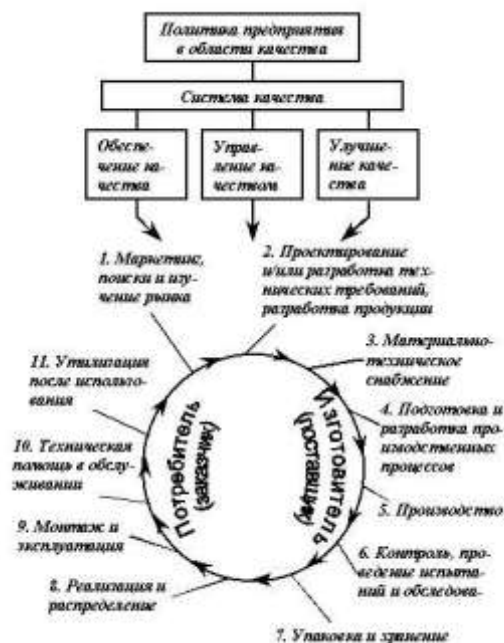 Политика предприятия
в области качества
Система качества
Обеспе-
чение ка-
чества
Управ-
ление ка-
чеством
Улучше-
ние каче-
ства
1. Маркетинг,
поиски и изу-
чение рынка
2. Проектирование
и/или разработка тех-
нических требований,
разработка продукции
3. Материально-
техническое
снабжение
4. Подготовка и
разработка про-
изводственных
процессов
5. Производство
6. Контроль, про-
ведение испыта-
ний и обследова-
7. Упаковка и хранение
8. Реализация и
распределение
9. Монтаж и
эксплуатация
10. Техническая
помощь в обслу-
живании
11. Утилизация
после использо-
вания
Потребитель
(заказчик)
Изготовитель
(поставщик)